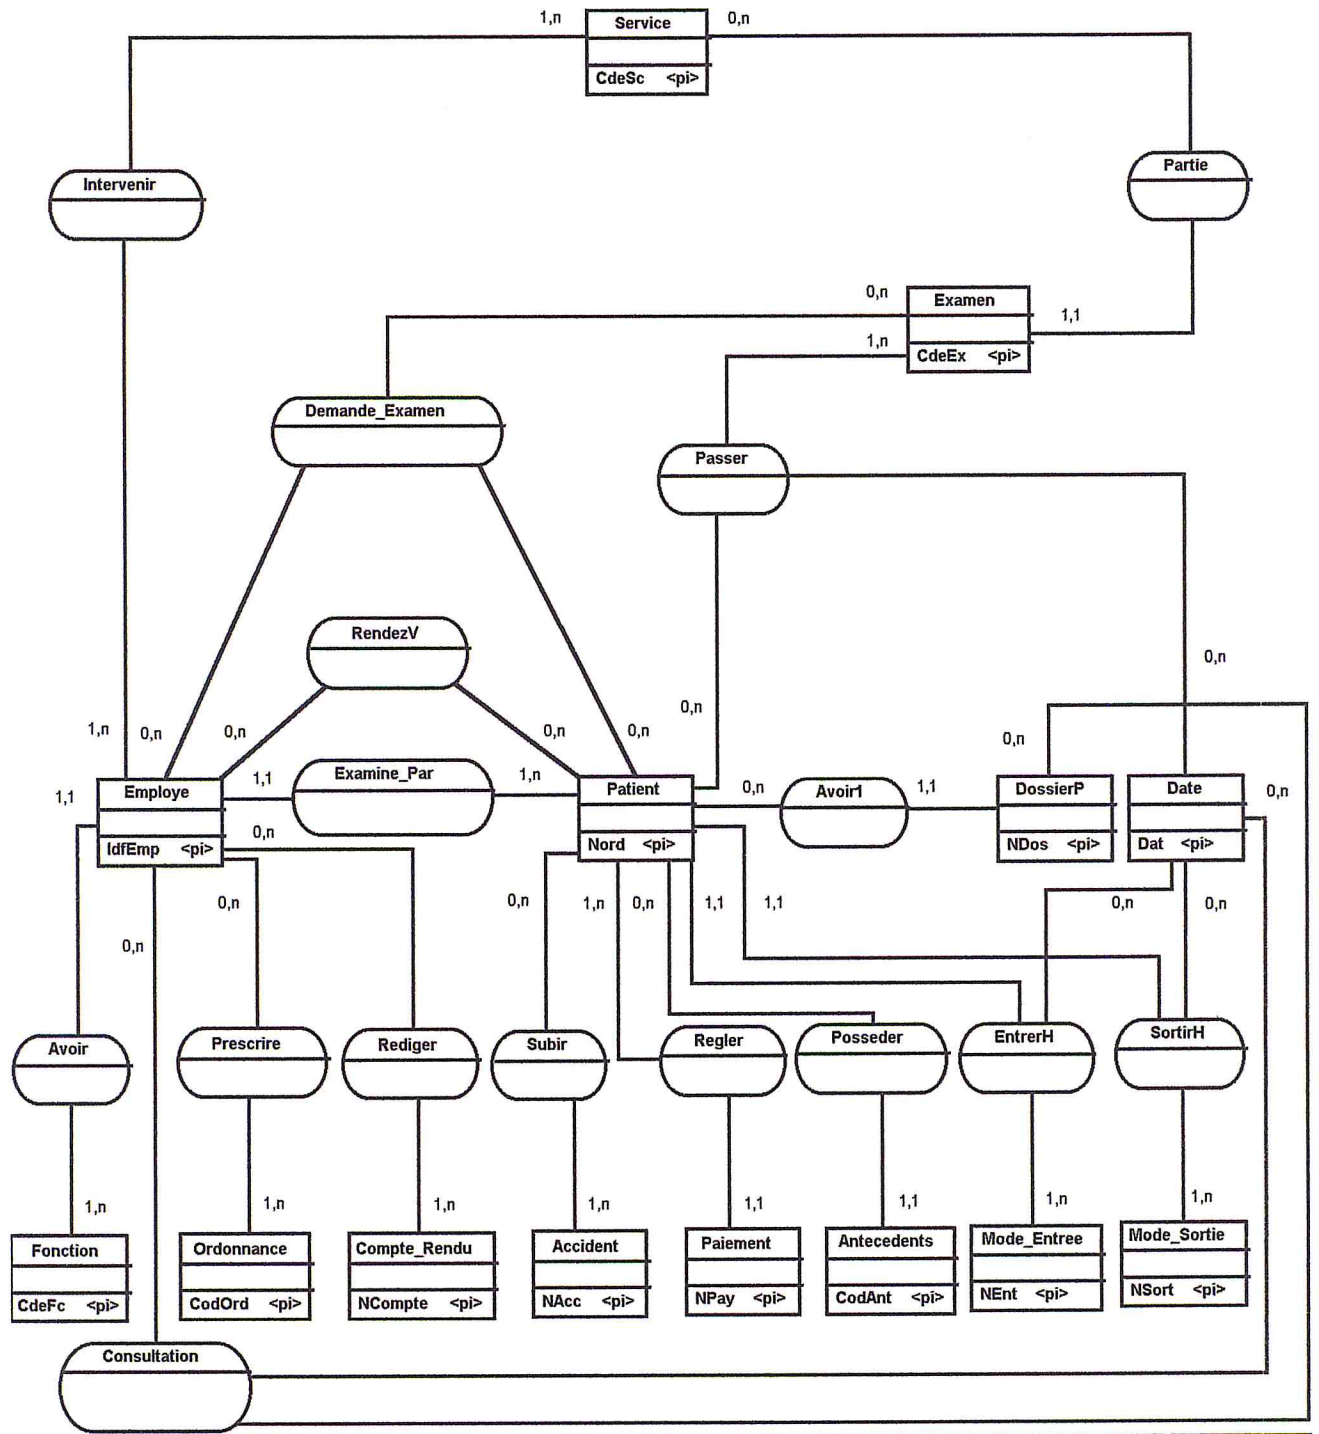 1,n
Service
0,n
CdeSc <pi>
Intervenir
Partie
0,n
Examen
1,1
1,n
CdeEx <pi>
Demande_Examen
Passer
RendezV
0,n
0,n
1,n
0,n
0,n
0,n
0,n
0,n
1,1
Employe
1,1
Examine_Par
1,n
Patient
0,n
Avoir1
1,1
DossierP
Date
0,n
IdfEmp <pi>
0,n
Nord <pi>
NDos <pi>
Dat <pi>
0,n
0,n
0,n
1,n
0,n
1,1
1,1
0,n
0,n
Avoir
Prescrire
Rediger
Subir
Regler
Posseder
EntrerH
SortirH
1,n
1,n
1,n
1,n
1,1
1,1
1,n
1,n
Fonction
Ordonnance
Compte_Rendu
Accident
Paiement
Antecedents
Mode_Entree
Mode_Sortie
CdeFc <pi>
CodOrd <pi>
NCompte <pi>
NAcc <pi>
NPay <pi>
CodAnt <pi>
NEnt <pi>
NSort <pi>
Consultation